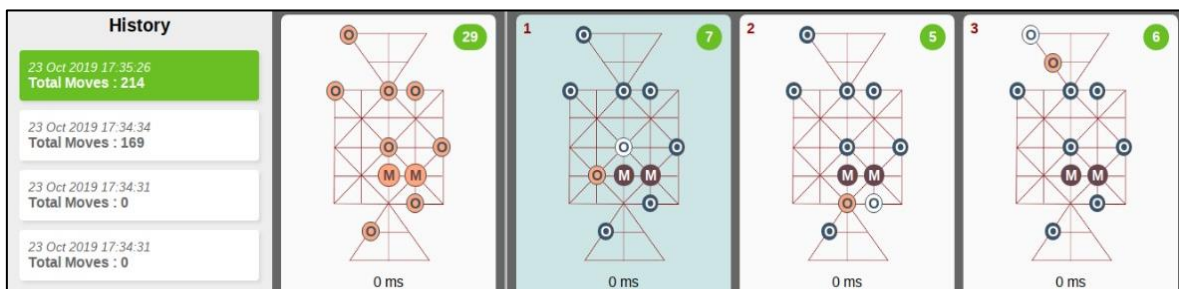 History
23 Oct 2019 17:35:26
Total Moves : 214
23 Oct 2019 17:34:34
Total Moves : 169
23 Oct 2019 17:34:31
Total Moves : 0
23 Oct 2019 17:34:31
Total Moves : 0
29
O
O O O
O O
M M
O
O
0 ms
1
7
O
O O O
O O
O M M
O
O
0 ms
2
5
O
O O O
O O
M M
O O
O
0 ms
3
6
O
O
O O O
O O
M M
O
O
0 ms